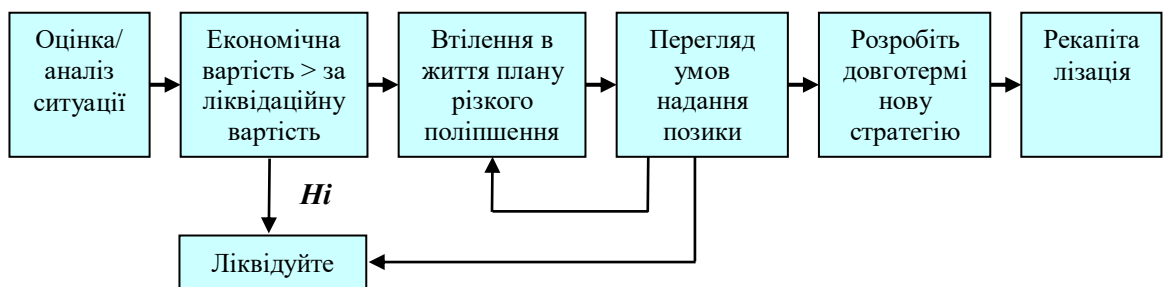 Оцінка/
аналіз
ситуації
Економічна
вартість > за
ліквідаційну
вартість
Втілення в
життя плану
різкого
поліпшення
Перегляд
умов
надання
позики
Розробіть
довготермі
нову
стратегію
Рекапіта
лізація
Ні
Ліквідуйте